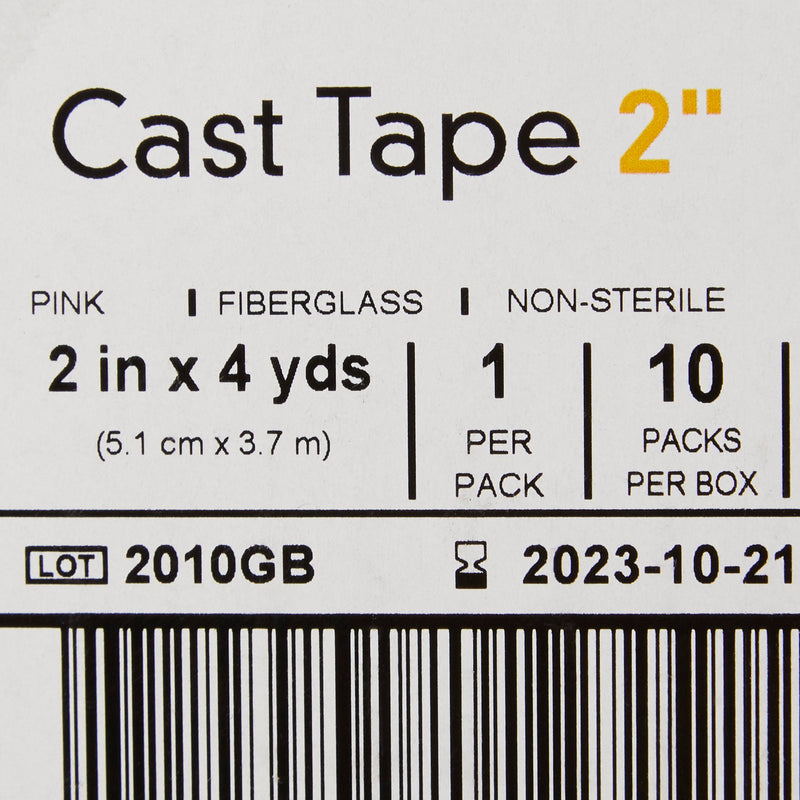 Cast Tape 2"
PINK | FIBERGLASS | NON-STERILE
2 in x 4 yds
(5.1 cm x 3.7 m)
1
PER
PACK
10
PACKS
PER BOX
LOT 2010GB
2023-10-21